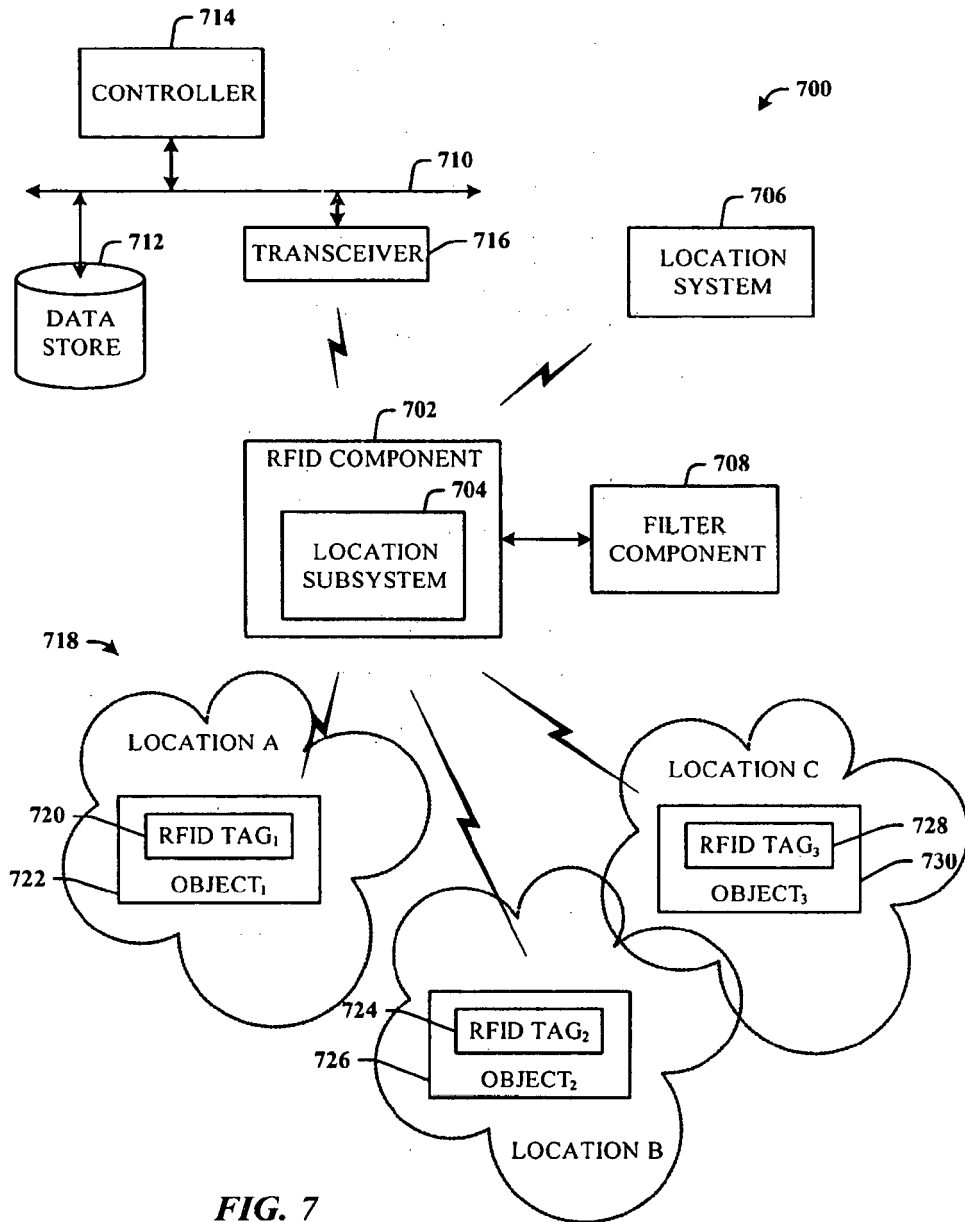 714
CONTROLLER
700
710
706
712
TRANSCEIVER
716
LOCATION
SYSTEM
DATA
STORE
702
RFID COMPONENT
704
708
LOCATION
SUBSYSTEM
FILTER
COMPONENT
718
LOCATION A
LOCATION C
720
RFID TAG₁
728
RFID TAG₃
722
OBJECT₁
730
OBJECT₃
724
RFID TAG₂
726
OBJECT₂
LOCATION B
FIG. 7